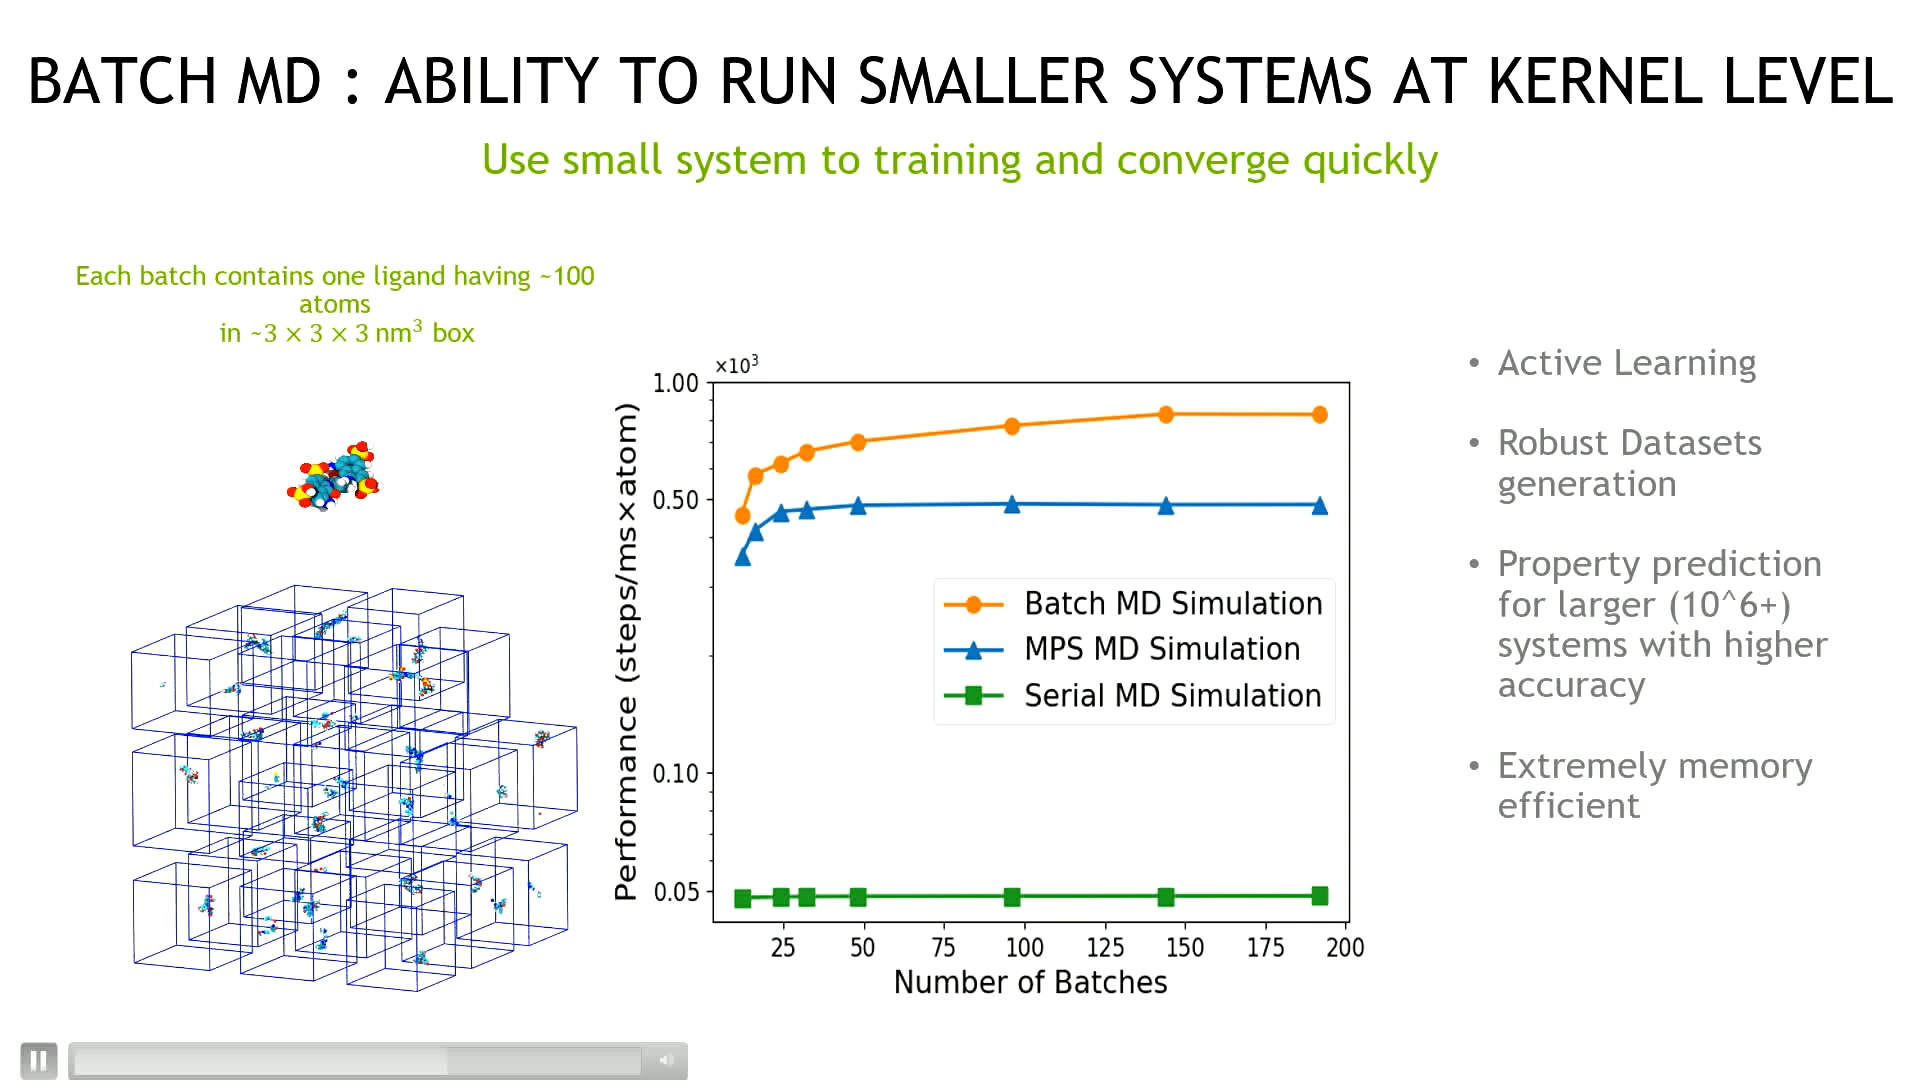 BATCH MD : ABILITY TO RUN SMALLER SYSTEMS AT KERNEL LEVEL
Use small system to training and converge quickly
Each batch contains one ligand having ~100
atoms
in ~3 × 3 × 3 nm³ box
×10³
1.00
0.50
0.10
0.05
Performance (steps/ms×atom)
Batch MD Simulation
MPS MD Simulation
Serial MD Simulation
25 50 75 100 125 150 175 200
Number of Batches
• Active Learning
• Robust Datasets
generation
• Property prediction
for larger (10^6+)
systems with higher
accuracy
• Extremely memory
efficient